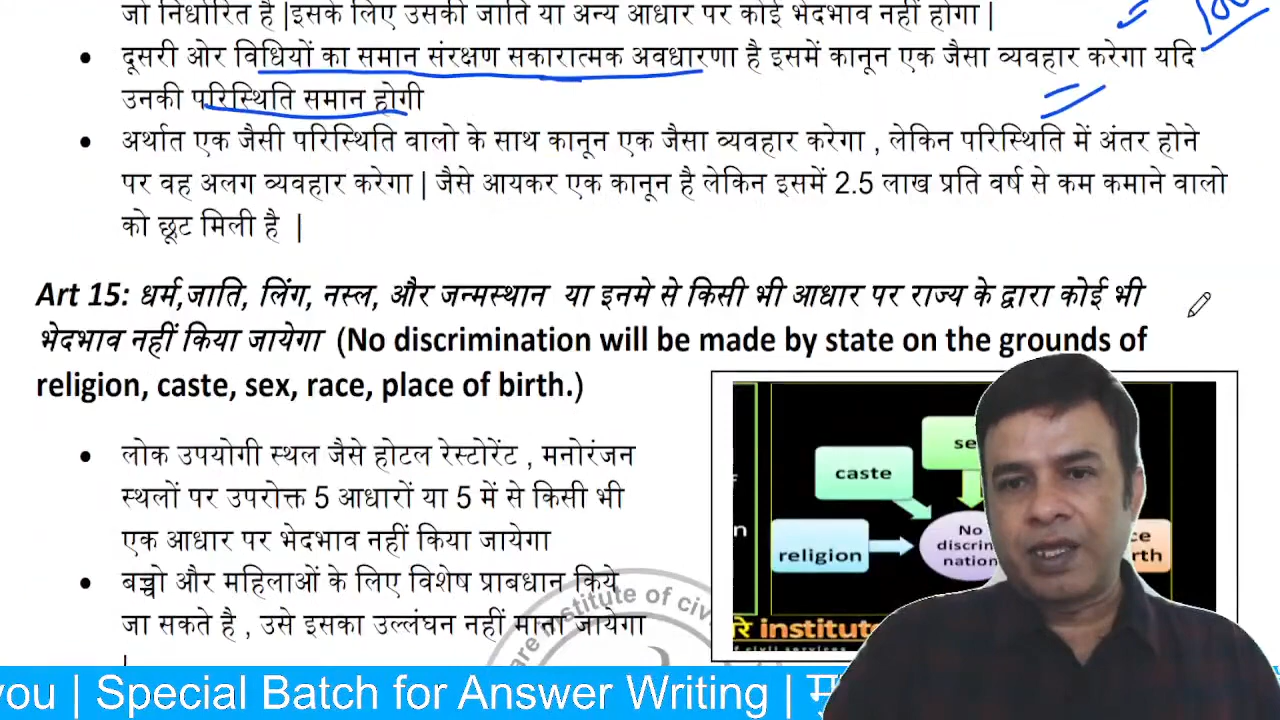 जो निर्धारित है |इसके लिए उसकी जाति या अन्य आधार पर कोई भेदभाव नहीं होगा |
दूसरी ओर विधियों का समान संरक्षण सकारात्मक अवधारणा है इसमें कानून एक जैसा व्यवहार करेगा यदि
उनकी परिस्थिति समान होगी
अर्थात एक जैसी परिस्थिति वालो के साथ कानून एक जैसा व्यवहार करेगा , लेकिन परिस्थिति में अंतर होने
पर वह अलग व्यवहार करेगा | जैसे आयकर एक कानून है लेकिन इसमें 2.5 लाख प्रति वर्ष से कम कमाने वालो
को छूट मिली है |
Art 15: धर्म,जाति, लिंग, नस्ल, और जन्मस्थान या इनमे से किसी भी आधार पर राज्य के द्वारा कोई भी
भेदभाव नहीं किया जायेगा (No discrimination will be made by state on the grounds of
religion, caste, sex, race, place of birth.)
लोक उपयोगी स्थल जैसे होटल रेस्टोरेंट , मनोरंजन
स्थलों पर उपरोक्त 5 आधारों या 5 में से किसी भी
एक आधार पर भेदभाव नहीं किया जायेगा
बच्चो और महिलाओं के लिए विशेष प्राबधान किये
जा सकते है , उसे इसका उल्लंघन नहीं माना जायेगा
|
caste
religion
No
institute
you | Special Batch for Answer Writing |